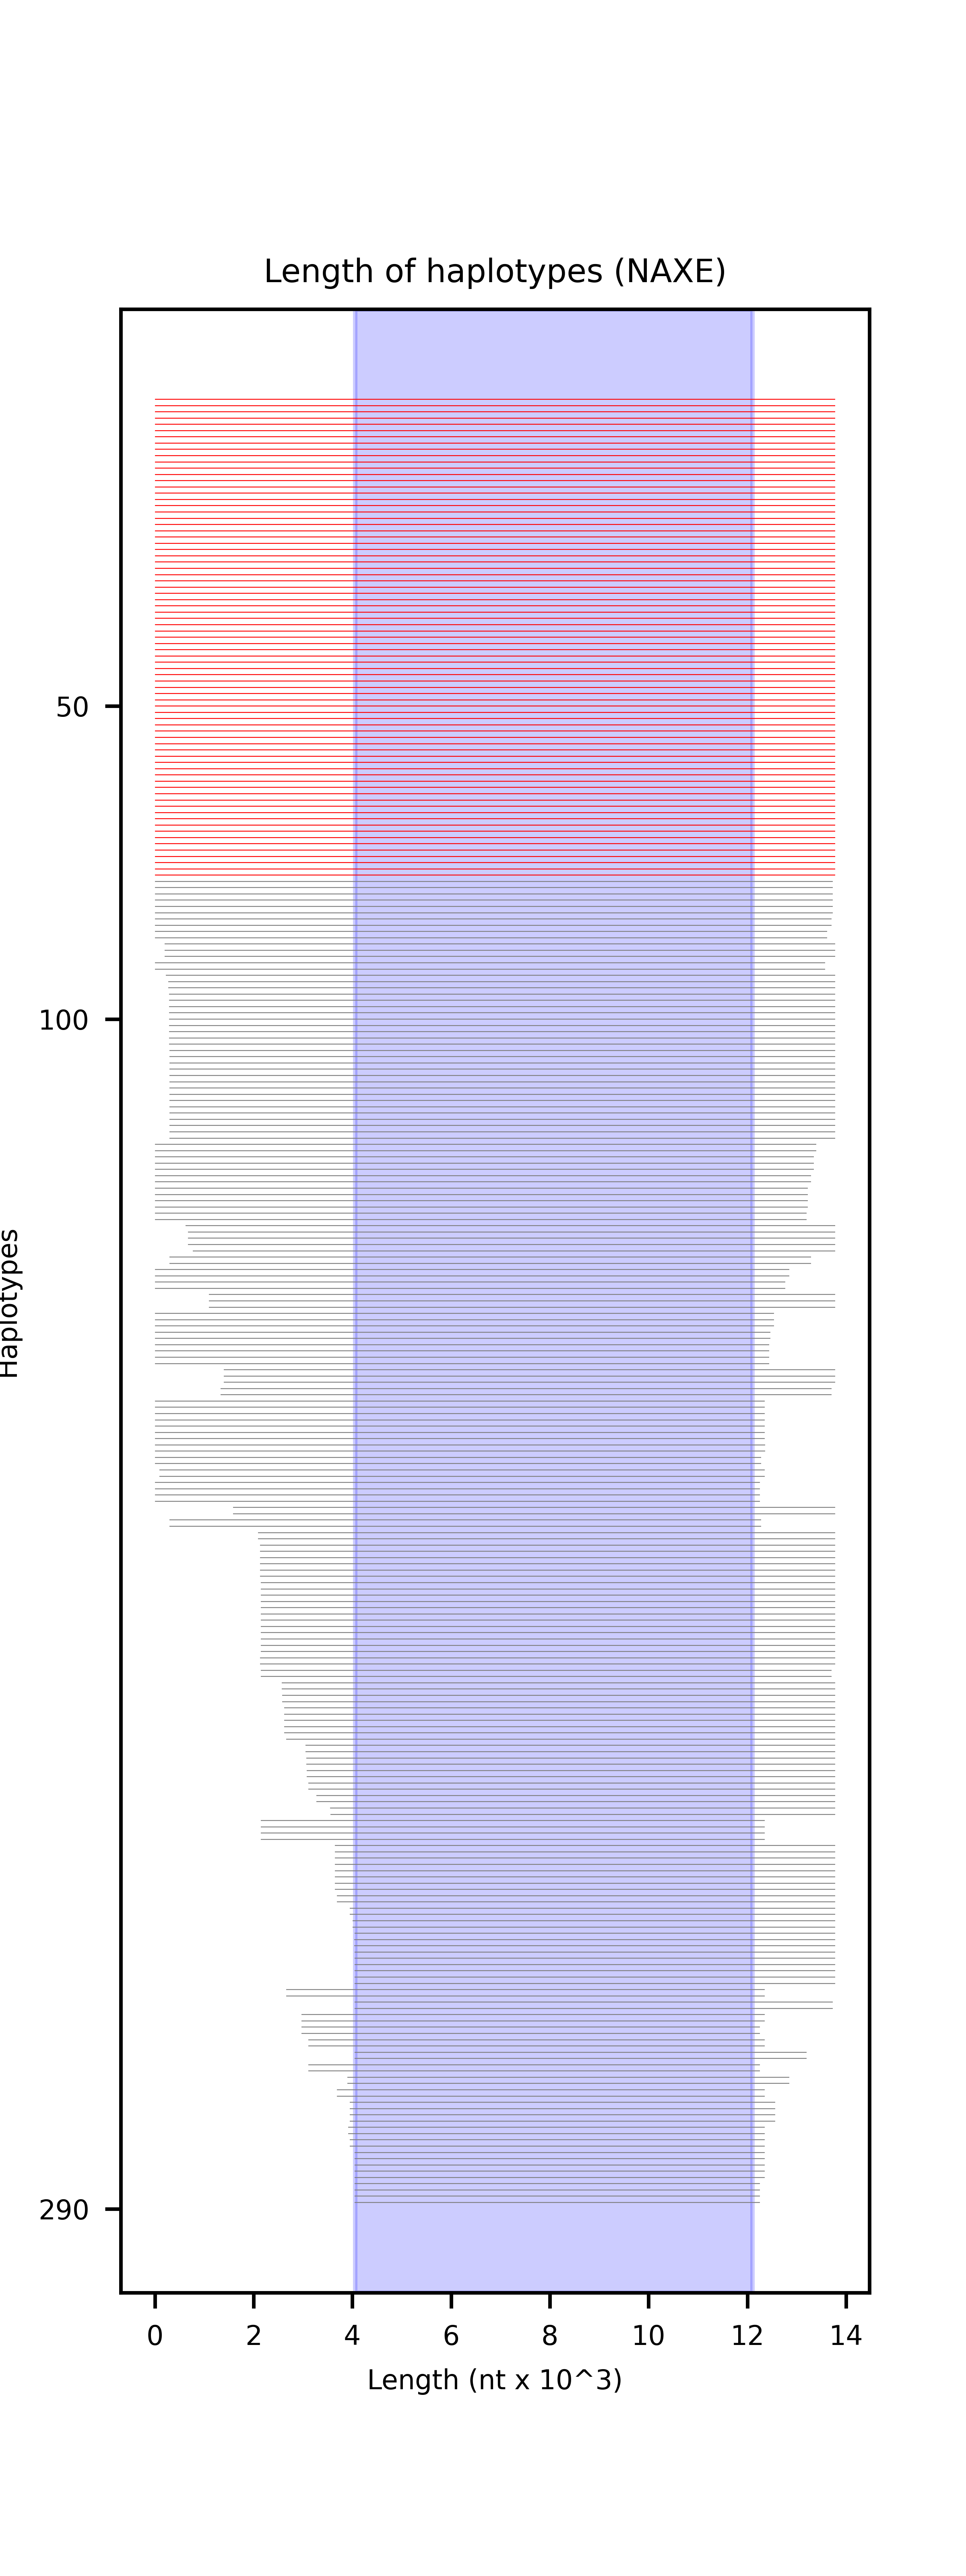 Length of haplotypes (NAXE)
50
100
Haplotypes
290
0 2 4 6 8 10 12 14
Length (nt x 10^3)